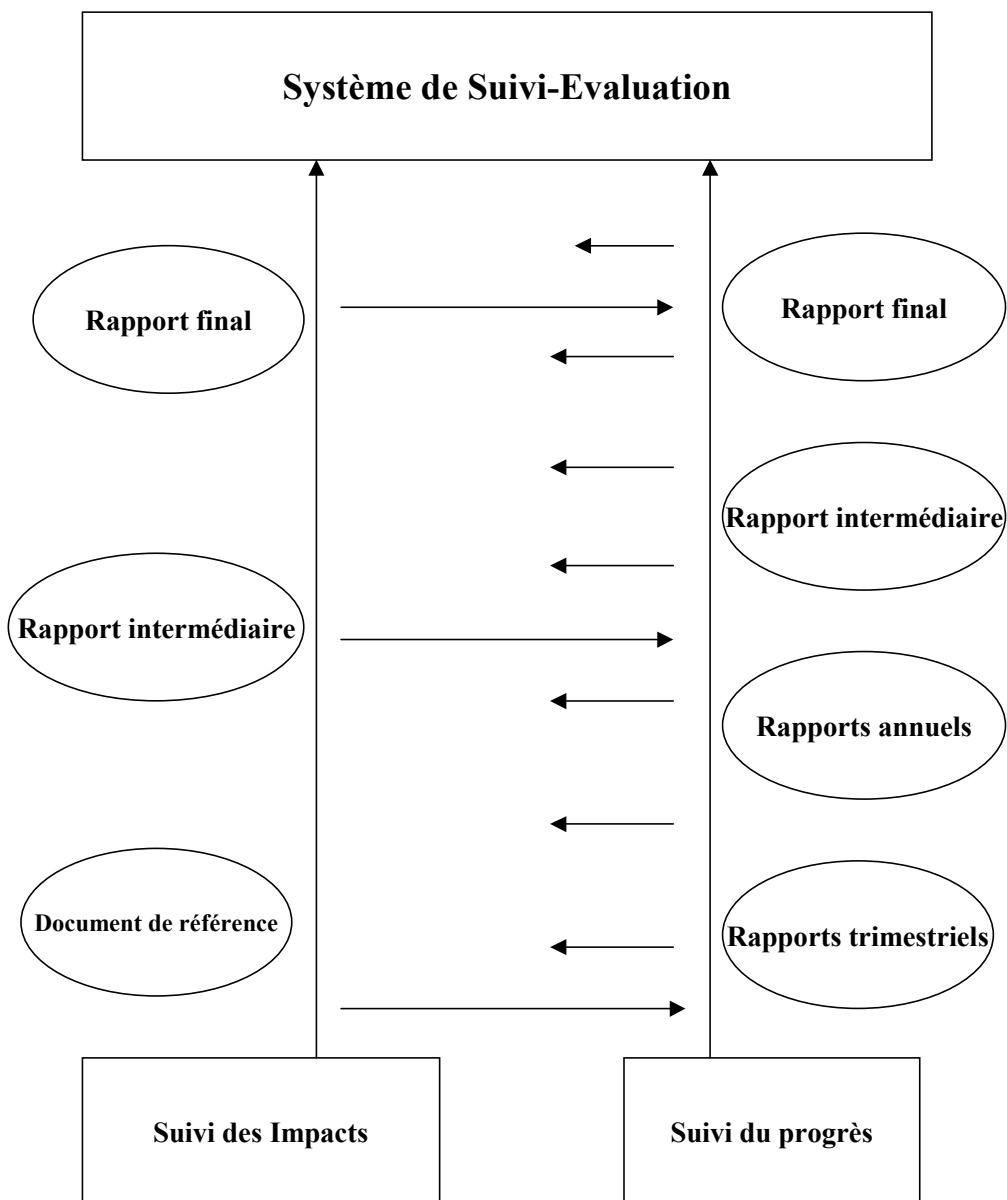 Système de Suivi-Evaluation
Rapport final
Rapport final
Rapport intermédiaire
Rapport intermédiaire
Rapports annuels
Document de référence
Rapports trimestriels
Suivi des Impacts
Suivi du progrès